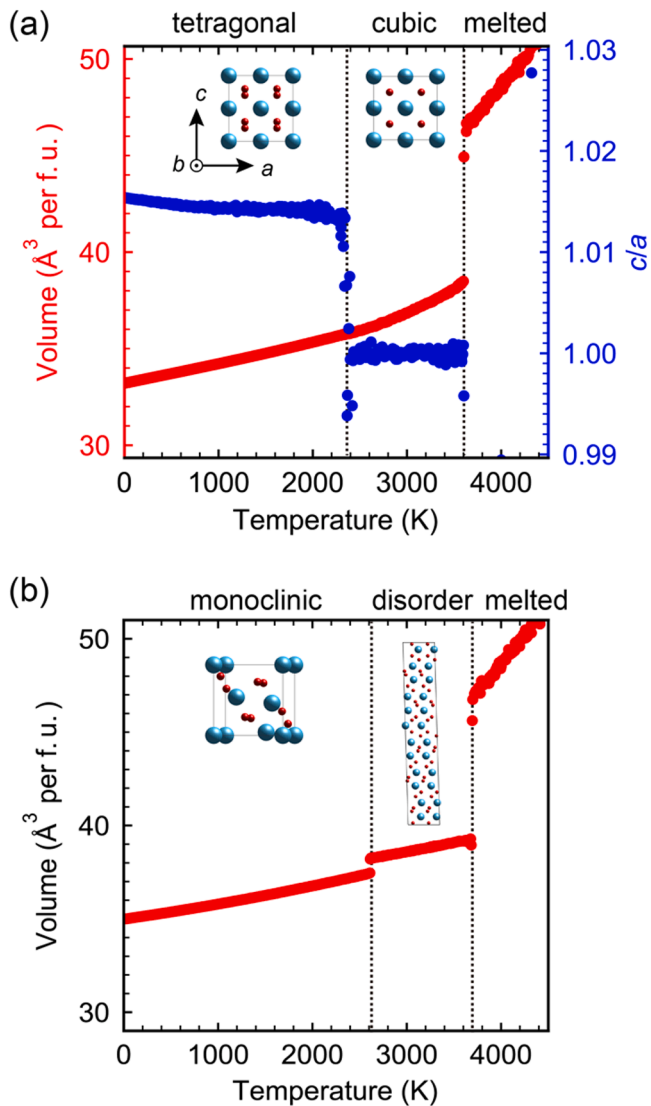 (a)
tetragonal cubic melted
50
40
30
Volume (Å3 per f. u.)
c
b
a
1.03
1.02
1.01
1.00
0.99
c/a
0 1000 2000 3000 4000
Temperature (K)
(b)
monoclinic disorder melted
50
40
30
Volume (Å3 per f. u.)
0 1000 2000 3000 4000
Temperature (K)